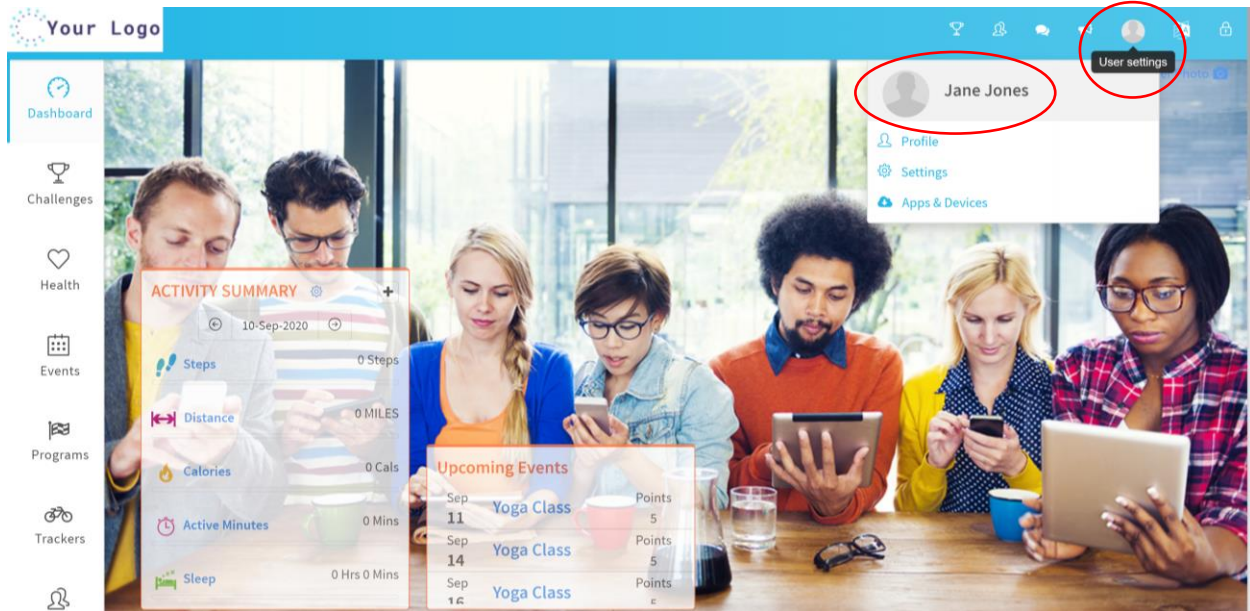 Your Logo
User settings
Photo
Jane Jones
Profile
Settings
Apps & Devices
Dashboard
Challenges
Health
Events
Programs
Trackers
ACTIVITY SUMMARY
10-Sep-2020
Steps 0 Steps
Distance 0 MILES
Calories 0 Cals
Active Minutes 0 Mins
Sleep 0 Hrs 0 Mins
Upcoming Events
Sep Points
11 Yoga Class 5
Sep Points
14 Yoga Class 5
Sep Points
16 Yoga Class